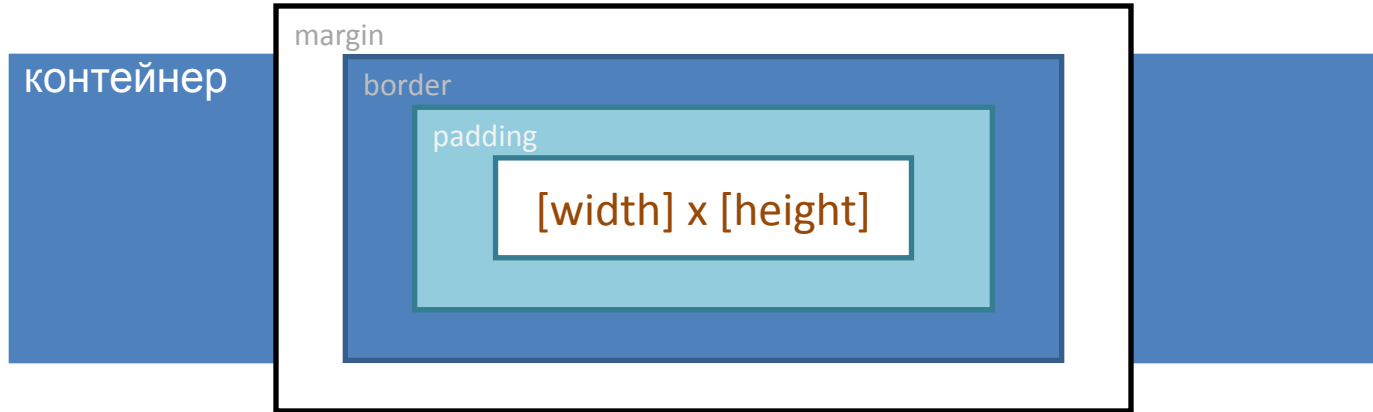 margin
контейнер
border
padding
[width] x [height]